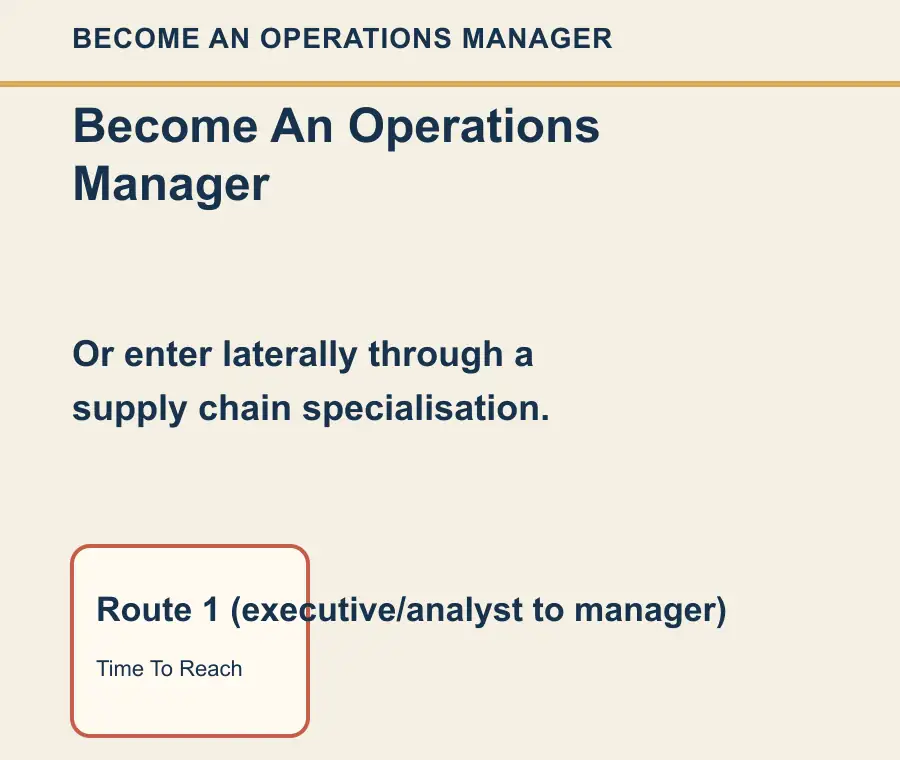 BECOME AN OPERATIONS MANAGER
Become An Operations
Manager
Or enter laterally through a
supply chain specialisation.
Route 1 (executive/analyst to manager)
Time To Reach